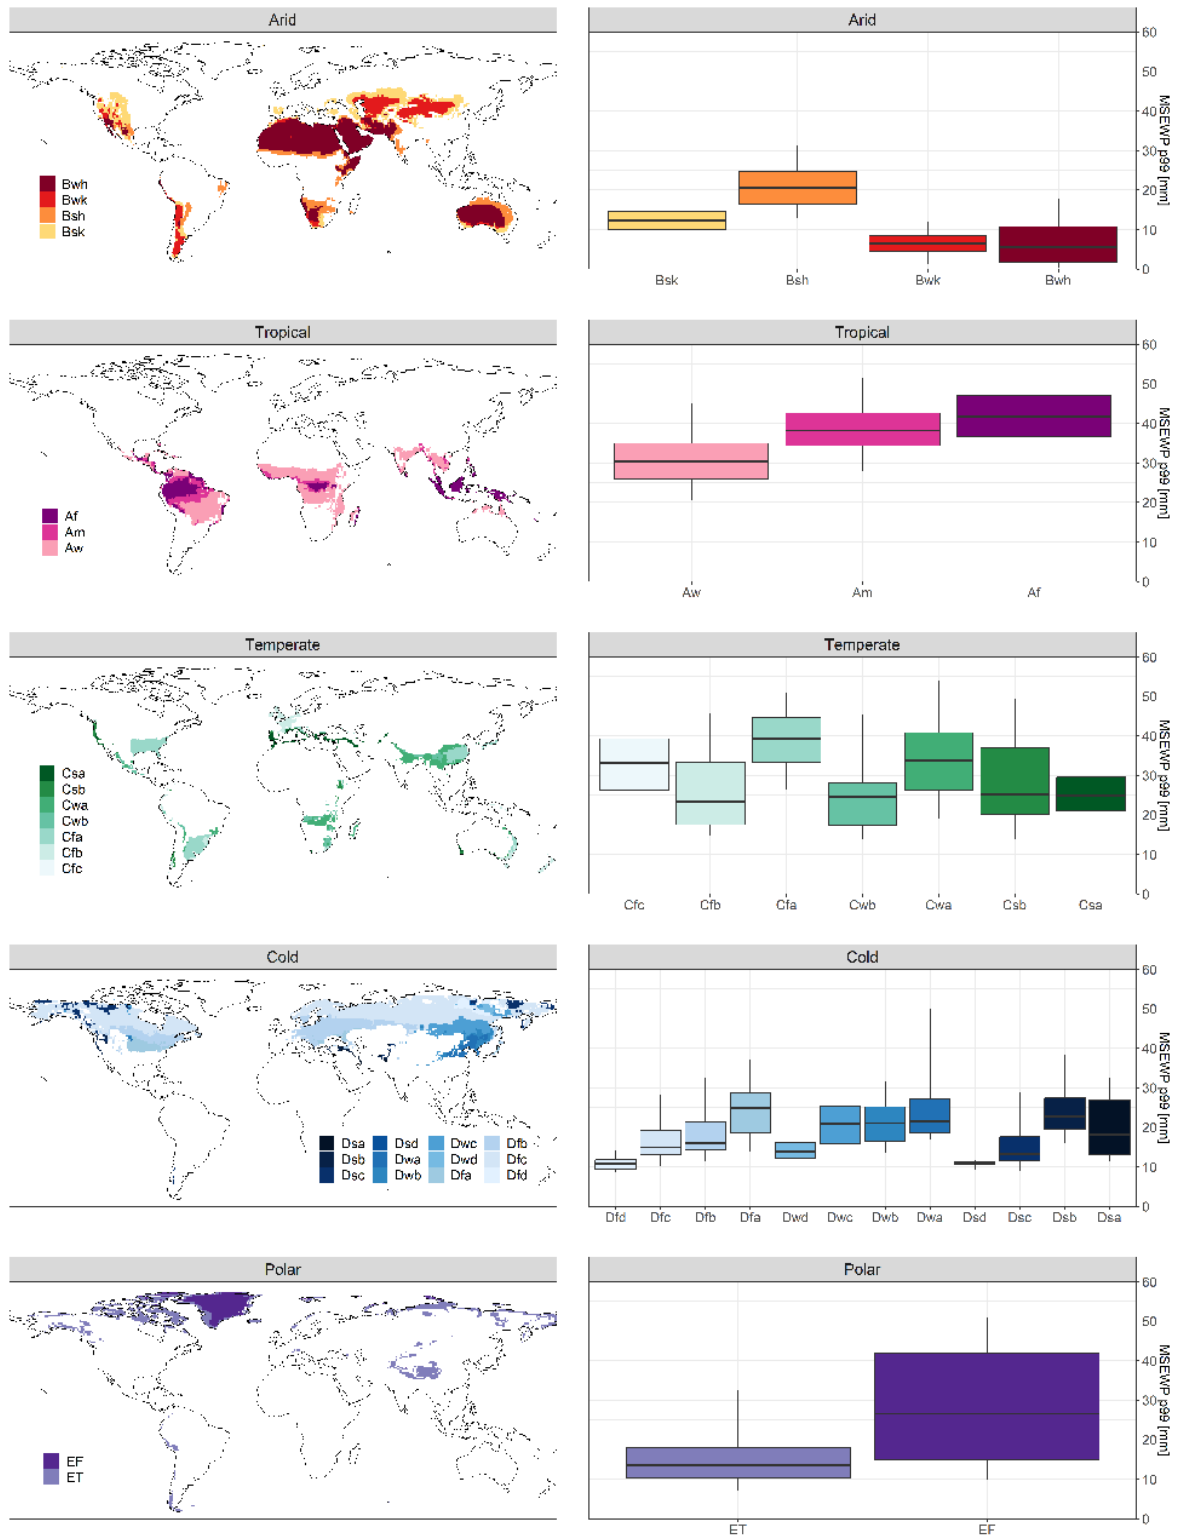 Arid
Bwh
Bwk
Bsh
Bsk
Arid
60
50
40
30
20
10
0
MSEWP p99 [mm]
Bsk Bsh Bwk Bwh
Tropical
Af
Am
Aw
Tropical
60
50
40
30
20
10
0
MSEWP p99 [mm]
Aw Am Af
Temperate
Csa
Csb
Cwa
Cwb
Cfa
Cfb
Cfc
Temperate
60
50
40
30
20
10
0
MSEWP p99 [mm]
Cfc Cfb Cfa Cwb Cwa Csb Csa
Cold
Dsa Dsd Dwc Dfb
Dsb Dwa Dwd Dfc
Dsc Dwb Dfa Dfd
Cold
60
50
40
30
20
10
0
MSEWP p99 [mm]
Dfd Dfc Dfb Dfa Dwd Dwc Dwb Dwa Dsd Dsc Dsb Dsa
Polar
EF
ET
Polar
60
50
40
30
20
10
0
MSEWP p99 [mm]
ET EF